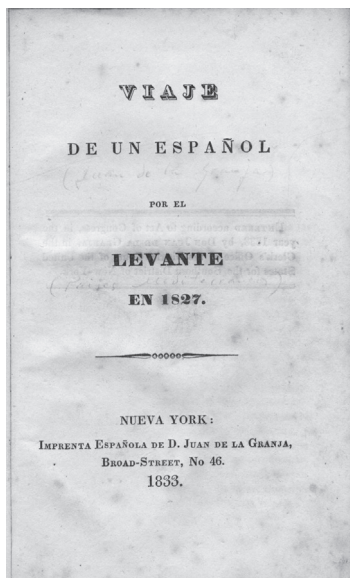 VIAJE
DE UN ESPAÑOL
POR EL
LEVANTE
EN 1827.
NUEVA YORK:
IMPRENTA ESPAÑOLA DE D. JUAN DE LA GRANJA,
BROAD-STREET, No 46.
1833.